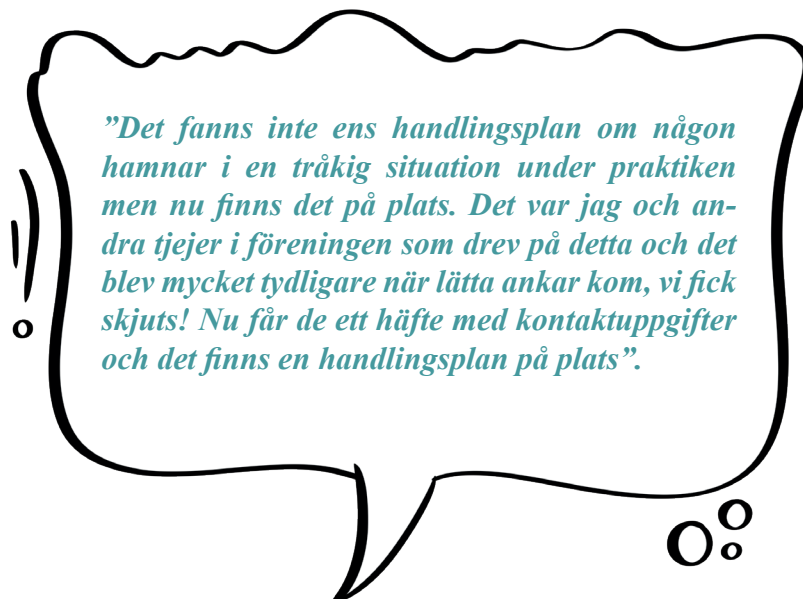 ”Det fanns inte ens handlingsplan om någon
hamnar i en tråkig situation under praktiken
men nu finns det på plats. Det var jag och an-
dra tjejer i föreningen som drev på detta och det
blev mycket tydligare när lätta ankar kom, vi fick
skjuts! Nu får de ett häfte med kontaktuppgifter
och det finns en handlingsplan på plats”.